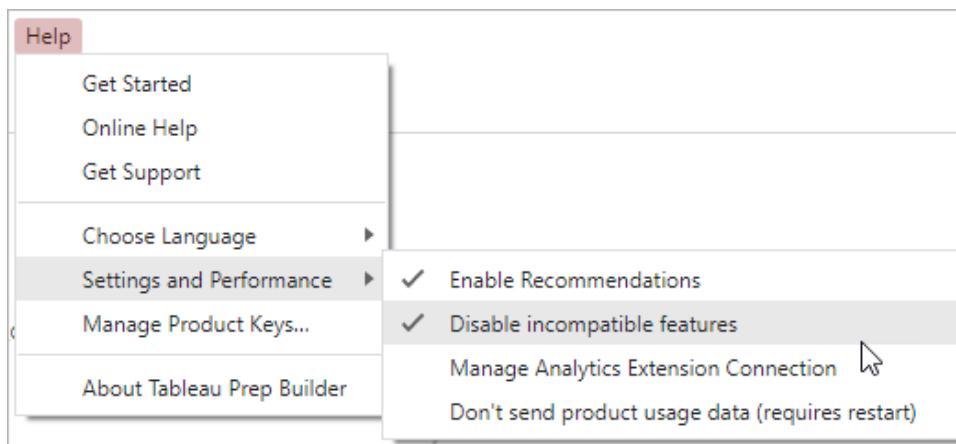 Help
Get Started
Online Help
Get Support
Choose Language
Settings and Performance
Manage Product Keys...
About Tableau Prep Builder
Enable Recommendations
Disable incompatible features
Manage Analytics Extension Connection
Don't send product usage data (requires restart)